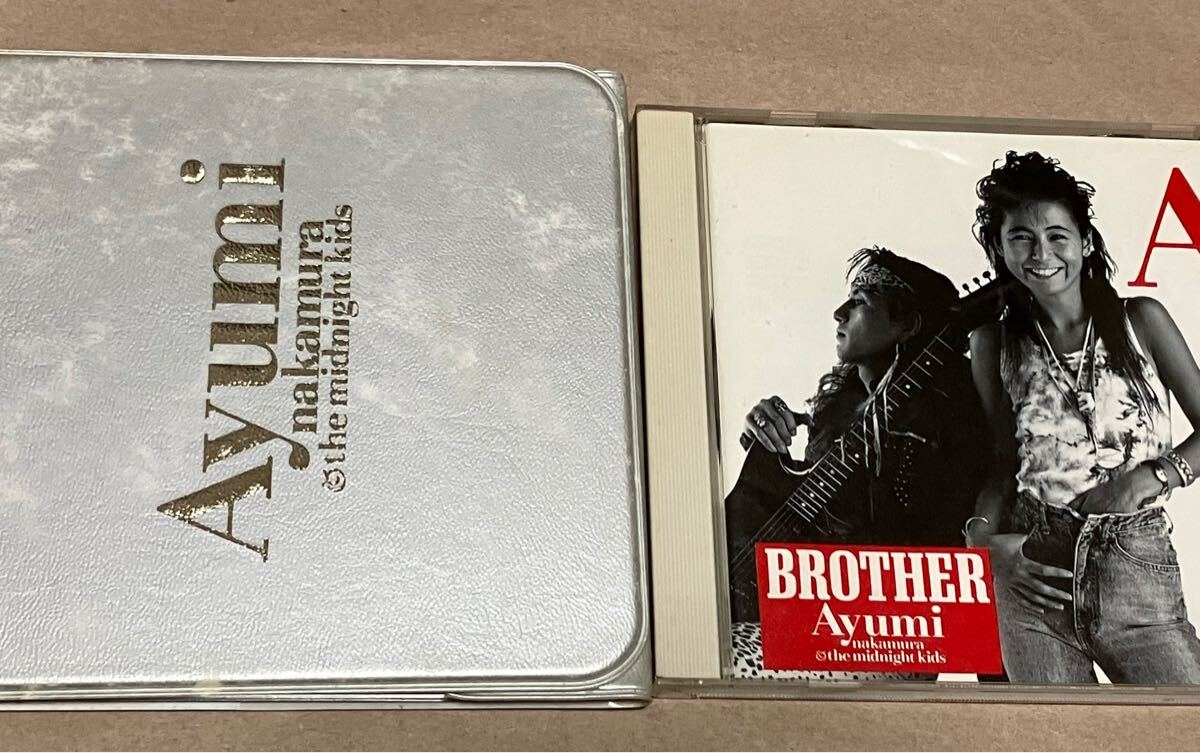 Ayumi
nakamura
& the midnight kids
A
BROTHER
Ayumi
nakamura
& the midnight kids